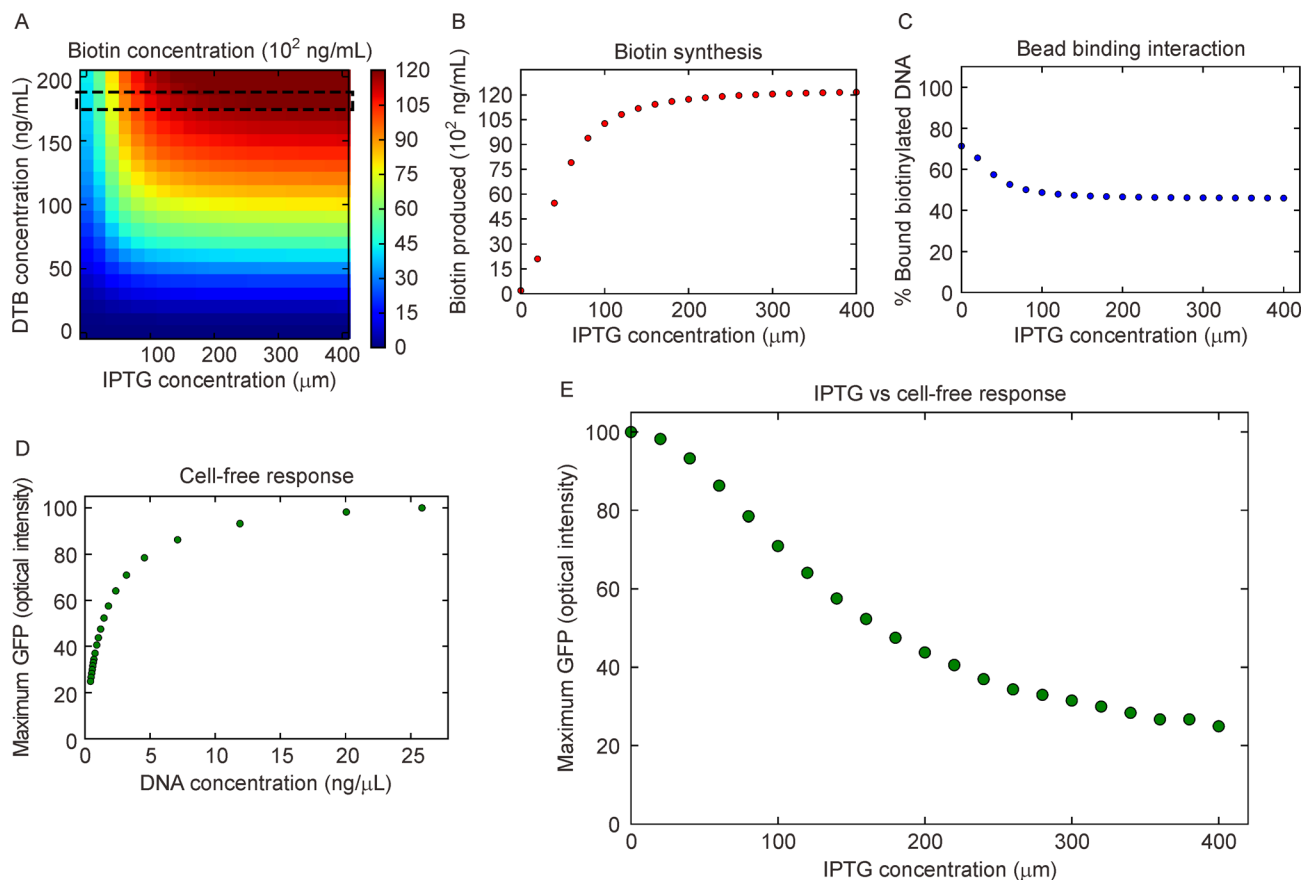 A
Biotin concentration (10² ng/mL)
DTB concentration (ng/mL)
200
150
100
50
0
100 200 300 400
IPTG concentration (μm)
120
105
90
75
60
45
30
15
0
B
Biotin synthesis
Biotin produced (10² ng/mL)
120
105
90
75
60
45
30
15
0
0 100 200 300 400
IPTG concentration (μm)
C
Bead binding interaction
% Bound biotinylated DNA
100
80
60
40
20
0
0 100 200 300 400
IPTG concentration (μm)
D
Cell-free response
Maximum GFP (optical intensity)
100
80
60
40
20
0
0 5 10 15 20 25
DNA concentration (ng/μL)
E
IPTG vs cell-free response
Maximum GFP (optical intensity)
100
80
60
40
20
0
0 100 200 300 400
IPTG concentration (μm)